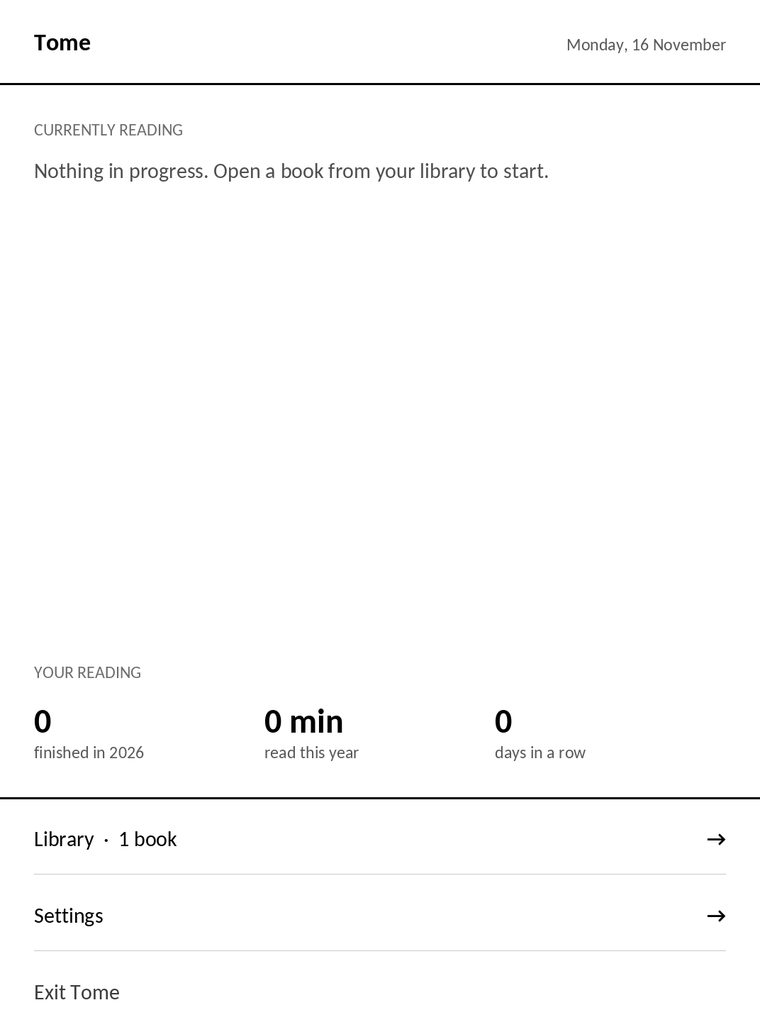 Tome
Monday, 16 November
CURRENTLY READING
Nothing in progress. Open a book from your library to start.
YOUR READING
0 0 min 0
finished in 2026 read this year days in a row
Library · 1 book →
Settings →
Exit Tome